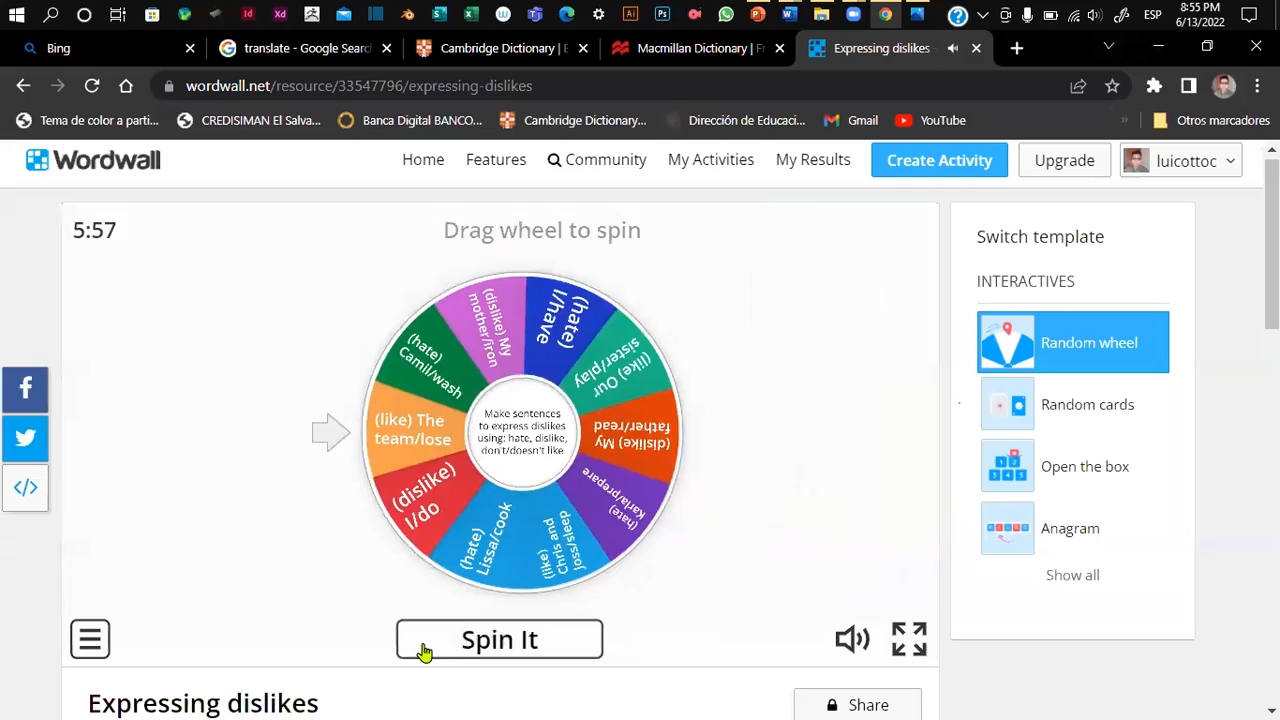 8:55 PM
ESP
6/13/2022
Bing
translate - Google Searc
Cambridge Dictionary | E
Macmillan Dictionary | Fr
Expressing dislikes
wordwall.net/resource/33547796/expressing-dislikes
Tema de color a parti...
CREDISIMAN El Salva...
Banca Digital BANCO...
Cambridge Dictionary...
Dirección de Educaci...
Gmail
YouTube
»
Otros marcadores
Wordwall
Home
Features
Community
My Activities
My Results
Create Activity
Upgrade
luicottoc
5:57
Drag wheel to spin
(dislike) My
mother/iron
(hate)
I/have
(like) Our
sister/play
(dislike) My
father/read
(hate)
Karla/prepare
(like)
Chris and
Joss/sleep
(hate)
Lissa/cook
(dislike)
I/do
(like) The
team/lose
(hate)
Camil/wash
Make sentences
to express dislikes
using: hate, dislike,
don't/doesn't like
Spin It
Expressing dislikes
Share
Switch template
INTERACTIVES
Random wheel
Random cards
Open the box
Anagram
Show all